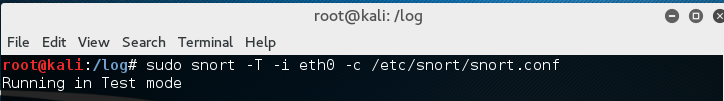 root@kali: /log
File Edit View Search Terminal Help
root@kali:/log# sudo snort -T -i eth0 -c /etc/snort/snort.conf
Running in Test mode